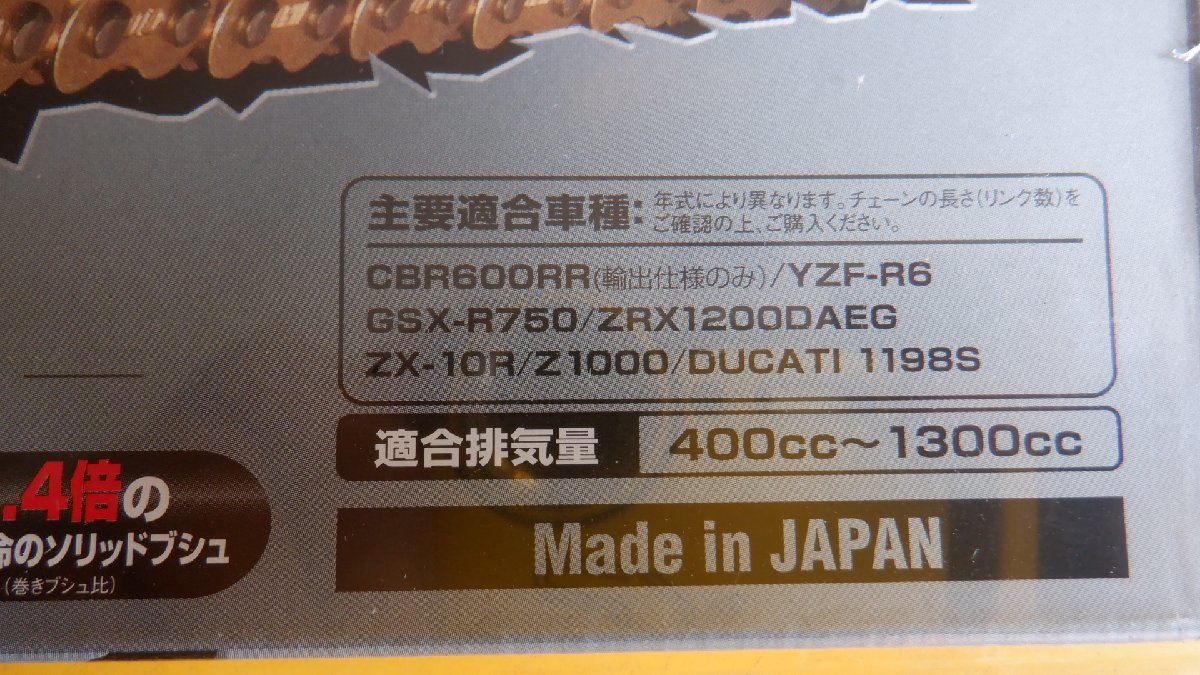 主要適合車種: 年式により異なります。チェーンの長さ(リンク数)を
ご確認の上、ご購入ください。
CBR600RR(輸出仕様のみ)/YZF-R6
GSX-R750/ZRX1200DAEG
ZX-10R/Z1000/DUCATI 1198S
適合排気量 400cc～1300cc
Made in JAPAN
.4倍の
命のソリッドブシュ
(巻きブシュ比)